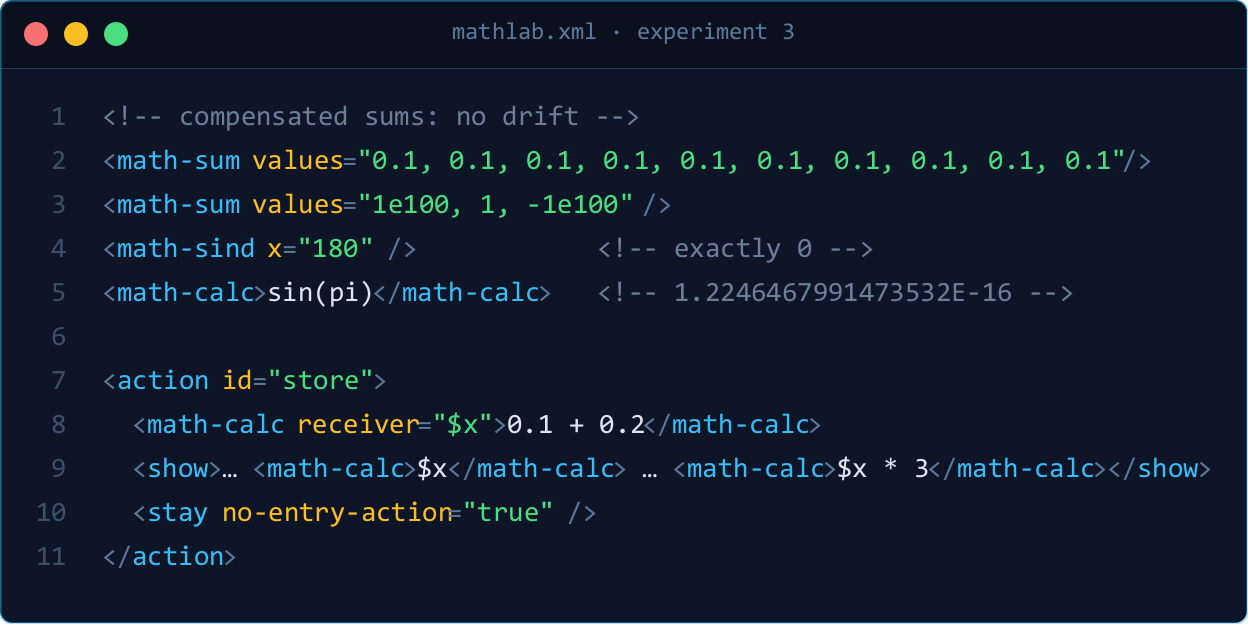 mathlab.xml · experiment 3
1 <!-- compensated sums: no drift -->
2 <math-sum values="0.1, 0.1, 0.1, 0.1, 0.1, 0.1, 0.1, 0.1, 0.1, 0.1"/>
3 <math-sum values="1e100, 1, -1e100" />
4 <math-sind x="180" /> <!-- exactly 0 -->
5 <math-calc>sin(pi)</math-calc> <!-- 1.2246467991473532E-16 -->
6
7 <action id="store">
8 <math-calc receiver="$x">0.1 + 0.2</math-calc>
9 <show>… <math-calc>$x</math-calc> … <math-calc>$x * 3</math-calc></show>
10 <stay no-entry-action="true" />
11 </action>